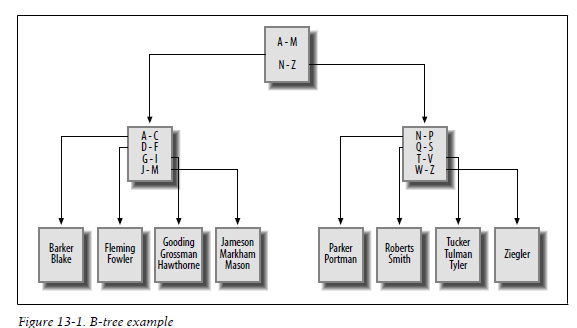 A-M
N-Z
A-C
D-F
G-I
J-M
N-P
Q-S
T-V
W-Z
Barker
Blake
Fleming
Fowler
Gooding
Grossman
Hawthorne
Jameson
Markham
Mason
Parker
Portman
Roberts
Smith
Tucker
Tulman
Tyler
Ziegler
Figure 13-1. B-tree example